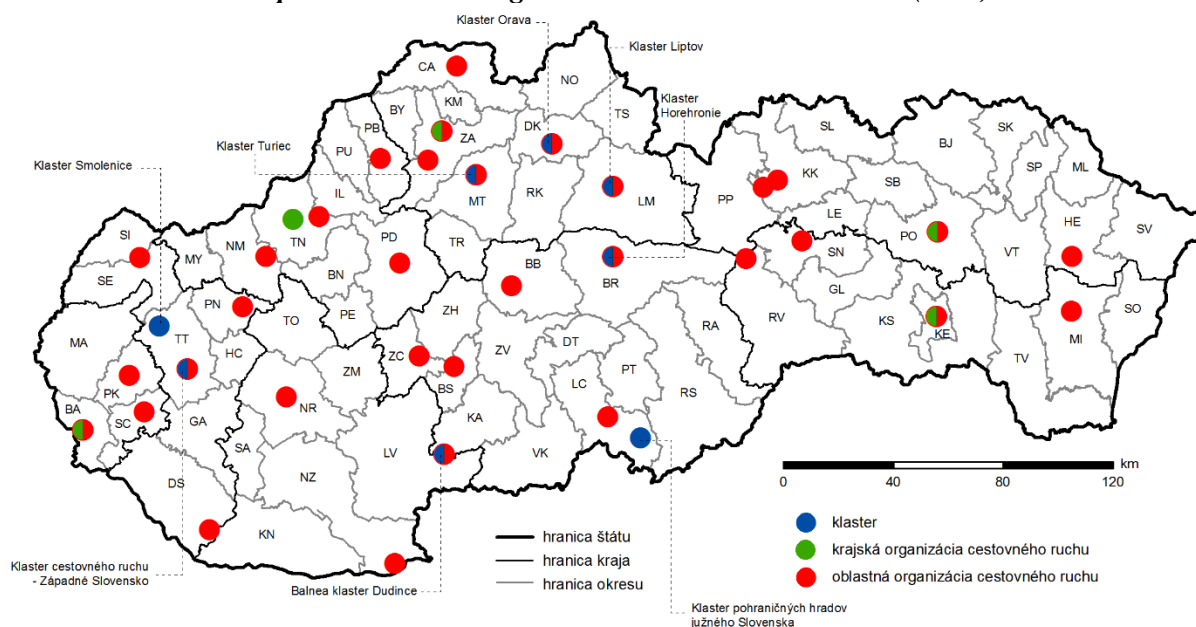 Klaster Orava
Klaster Liptov
Klaster
Horehronie
Klaster Turiec
Klaster Smolenice
CA
NO
BY
KM
TS
PB
ZA
DK
PU
SL
BJ
SK
SP
ML
KK
SB
IL
MT
RK
LM
PP
LE
PO
HE
SV
SI
MY
NM
TN
PD
TR
BB
BR
SN
VT
SE
BN
GL
PN
PE
ZH
MA
TT
TO
RA
RV
KS
KE
SO
MI
HC
ZC
ZV
DT
TV
ZM
PK
BS
LC
PT
RS
BA
SC
GA
NR
KA
SA
LV
VK
NZ
DS
KN
km
0
60
120
klaster
krajská organizácia cestovného ruchu
oblastná organizácia cestovného ruchu
hranica štátu
hranica kraja
hranica okresu
Klaster cestovného ruchu
- Západné Slovensko
Balnea klaster Dudince
Klaster pohraničných hradov
južného Slovenska